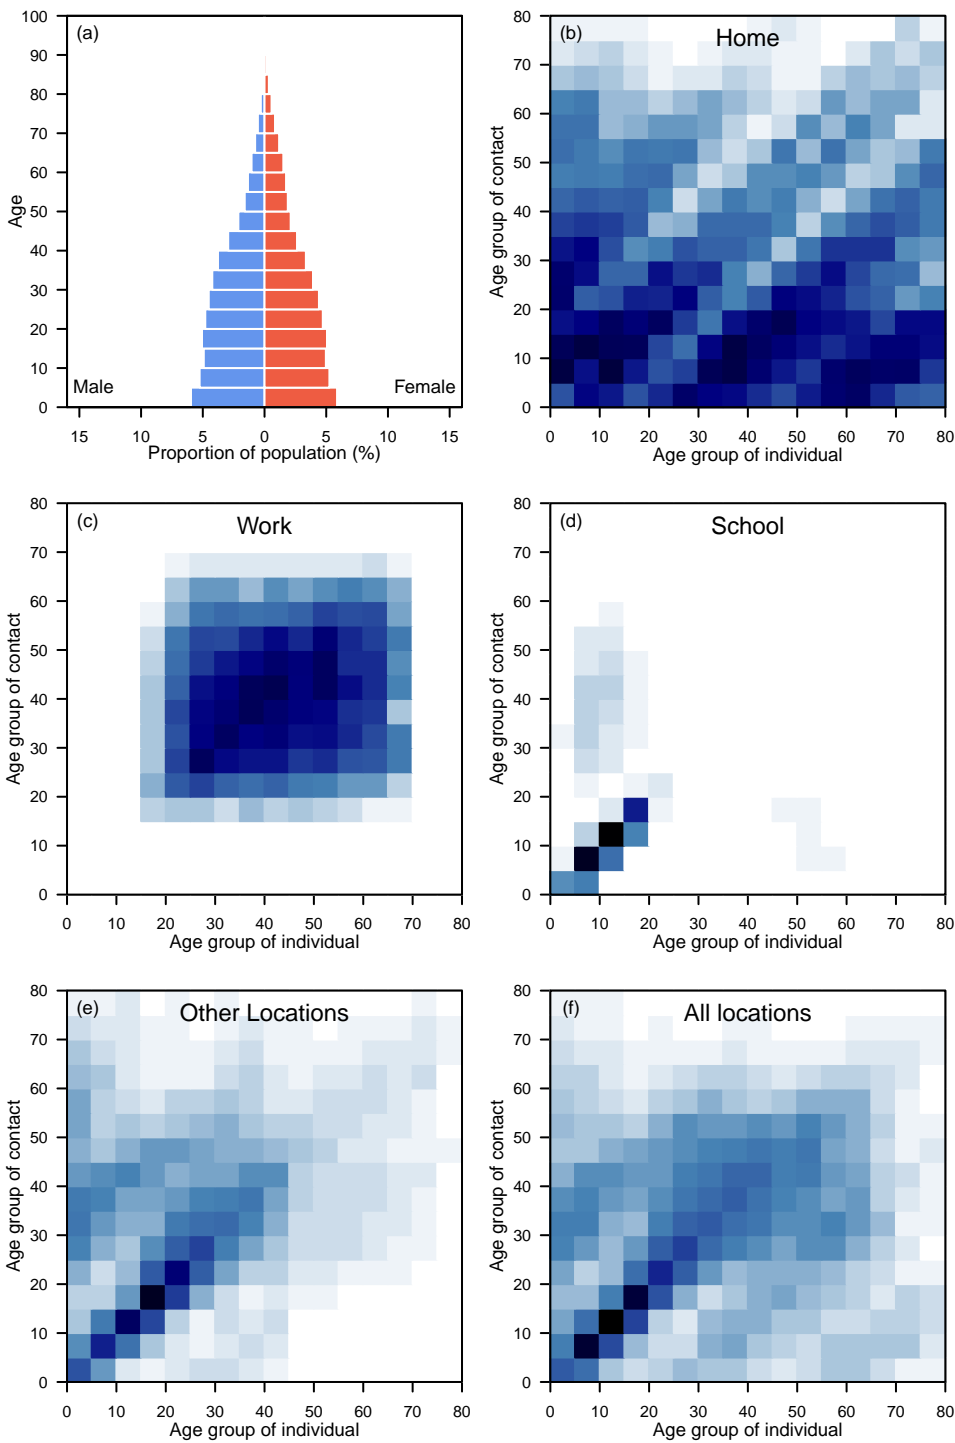 (a)
Age
100
90
80
70
60
50
40
30
20
10
0
Male
Female
15 10 5 0 5 10 15
Proportion of population (%)
(b)
Home
Age group of contact
80
70
60
50
40
30
20
10
0
0 10 20 30 40 50 60 70 80
Age group of individual
(c)
Work
Age group of contact
80
70
60
50
40
30
20
10
0
0 10 20 30 40 50 60 70 80
Age group of individual
(d)
School
Age group of contact
80
70
60
50
40
30
20
10
0
0 10 20 30 40 50 60 70 80
Age group of individual
(e)
Other Locations
Age group of contact
80
70
60
50
40
30
20
10
0
0 10 20 30 40 50 60 70 80
Age group of individual
(f)
All locations
Age group of contact
80
70
60
50
40
30
20
10
0
0 10 20 30 40 50 60 70 80
Age group of individual